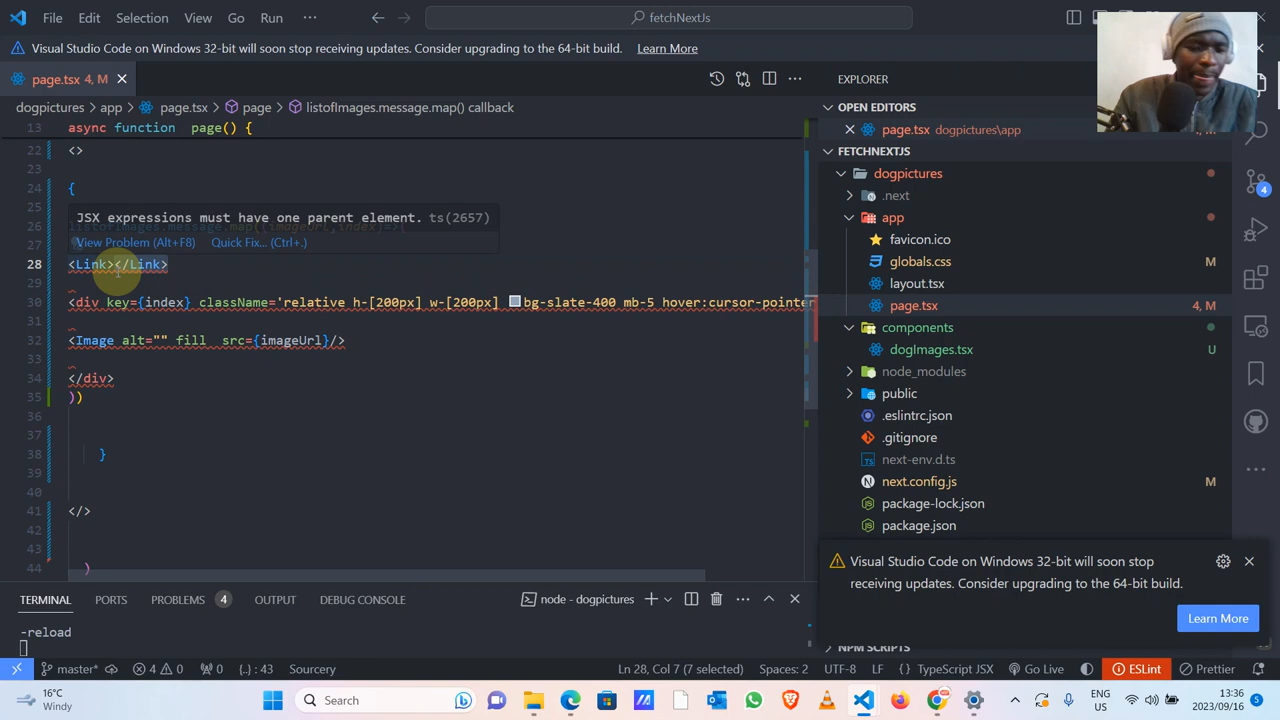 File Edit Selection View Go Run ··· fetchNextJs
Visual Studio Code on Windows 32-bit will soon stop receiving updates. Consider upgrading to the 64-bit build. Learn More
page.tsx 4, M
dogpictures > app > page.tsx > page > listofImages.message.map() callback
13 async function page() {
22 <>
23
24 {
25
JSX expressions must have one parent element. ts(2657)
26
View Problem (Alt+F8) Quick Fix... (Ctrl+.)
27
28 <Link></Link>
29
30 <div key={index} className='relative h-[200px] w-[200px] bg-slate-400 mb-5 hover:cursor-pointer
31
32 <Image alt="" fill src={imageUrl}/>
33
34 </div>
35 ))
36
37
38 }
39
40
41 </>
42
43
44 )
EXPLORER
OPEN EDITORS
page.tsx dogpictures\app 4, M
FETCHNEXTJS
dogpictures
.next
app
favicon.ico
globals.css M
layout.tsx
page.tsx 4, M
components
dogImages.tsx U
node_modules
public
.eslintrc.json
.gitignore
next-env.d.ts
next.config.js M
package-lock.json
package.json
4
Visual Studio Code on Windows 32-bit will soon stop
receiving updates. Consider upgrading to the 64-bit build.
Learn More
NPM SCRIPTS
TERMINAL PORTS PROBLEMS 4 OUTPUT DEBUG CONSOLE node - dogpictures
-reload
master* 4 0 0 {..} : 43 Sourcery Ln 28, Col 7 (7 selected) Spaces: 2 UTF-8 LF {} TypeScript JSX Go Live ESLint Prettier
16°C
Windy
Search
ENG
US
13:36
2023/09/16